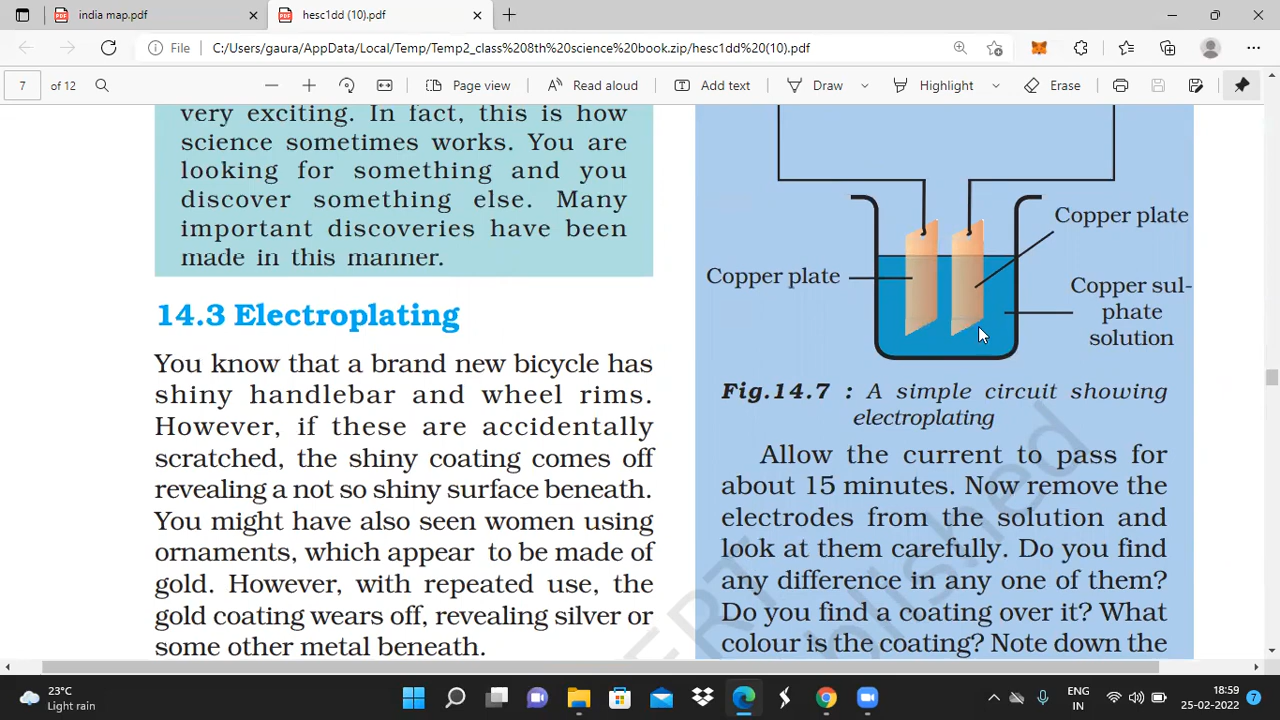 india map.pdf
hesc1dd (10).pdf
File
C:/Users/gaura/AppData/Local/Temp/Temp2_class%208th%20science%20book.zip/hesc1dd%20(10).pdf
7
of 12
Page view
Read aloud
Add text
Draw
Highlight
Erase
very exciting. In fact, this is how
science sometimes works. You are
looking for something and you
discover something else. Many
important discoveries have been
made in this manner.
14.3 Electroplating
You know that a brand new bicycle has
shiny handlebar and wheel rims.
However, if these are accidentally
scratched, the shiny coating comes off
revealing a not so shiny surface beneath.
You might have also seen women using
ornaments, which appear to be made of
gold. However, with repeated use, the
gold coating wears off, revealing silver or
some other metal beneath.
Copper plate
Copper plate
Copper sul-
phate
solution
Fig.14.7 : A simple circuit showing
electroplating
Allow the current to pass for
about 15 minutes. Now remove the
electrodes from the solution and
look at them carefully. Do you find
any difference in any one of them?
Do you find a coating over it? What
colour is the coating? Note down the
23°C
Light rain
ENG
IN
18:59
25-02-2022
7